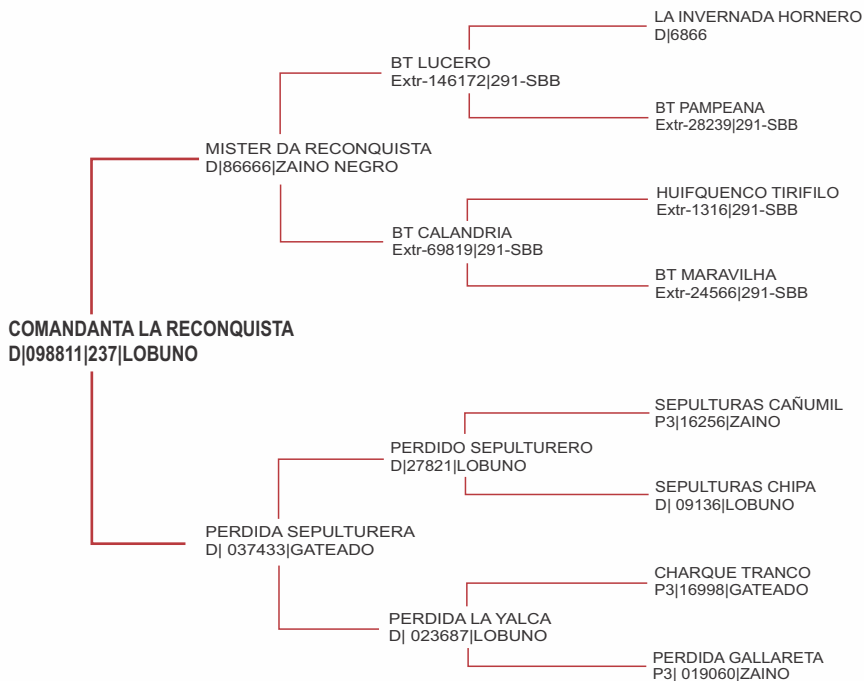 LA INVERNADA HORNERO
D|6866
BT LUCERO
Extr-146172|291-SBB
BT PAMPEANA
Extr-28239|291-SBB
MISTER DA RECONQUISTA
D|86666|ZAINO NEGRO
HUIFQUENCO TIRIFILO
Extr-1316|291-SBB
BT CALANDRIA
Extr-69819|291-SBB
BT MARAVILHA
Extr-24566|291-SBB
COMANDANTA LA RECONQUISTA
D|098811|237|LOBUNO
SEPULTURAS CAÑUMIL
P3|16256|ZAINO
PERDIDO SEPULTURERO
D|27821|LOBUNO
SEPULTURAS CHIPA
D| 09136|LOBUNO
PERDIDA SEPULTURERA
D| 037433|GATEADO
CHARQUE TRANCO
P3|16998|GATEADO
PERDIDA LA YALCA
D| 023687|LOBUNO
PERDIDA GALLARETA
P3| 019060|ZAINO